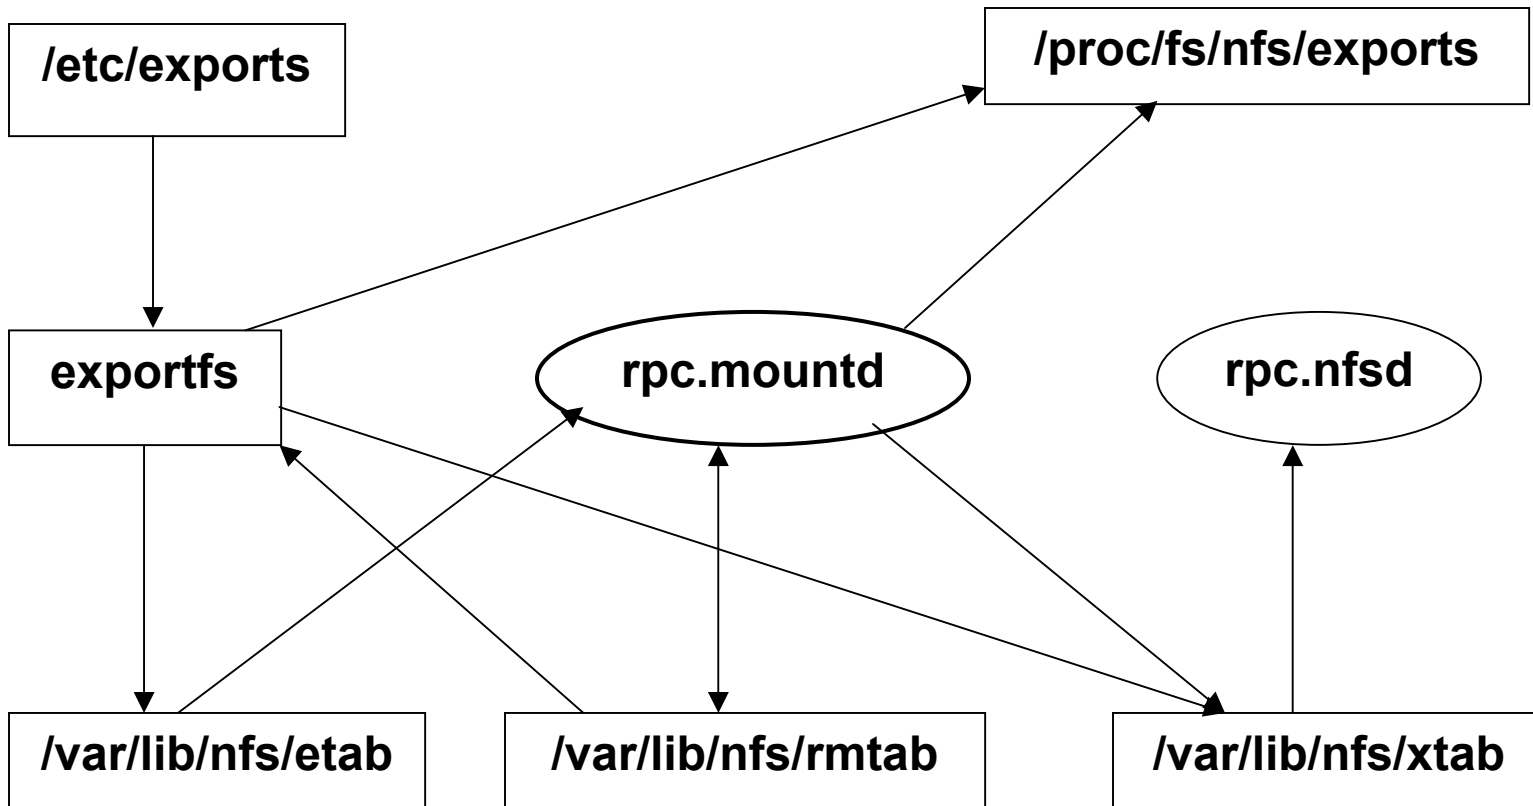 /etc/exports
/proc/fs/nfs/exports
exportfs
rpc.mountd
rpc.nfsd
/var/lib/nfs/etab
/var/lib/nfs/rmtab
/var/lib/nfs/xtab